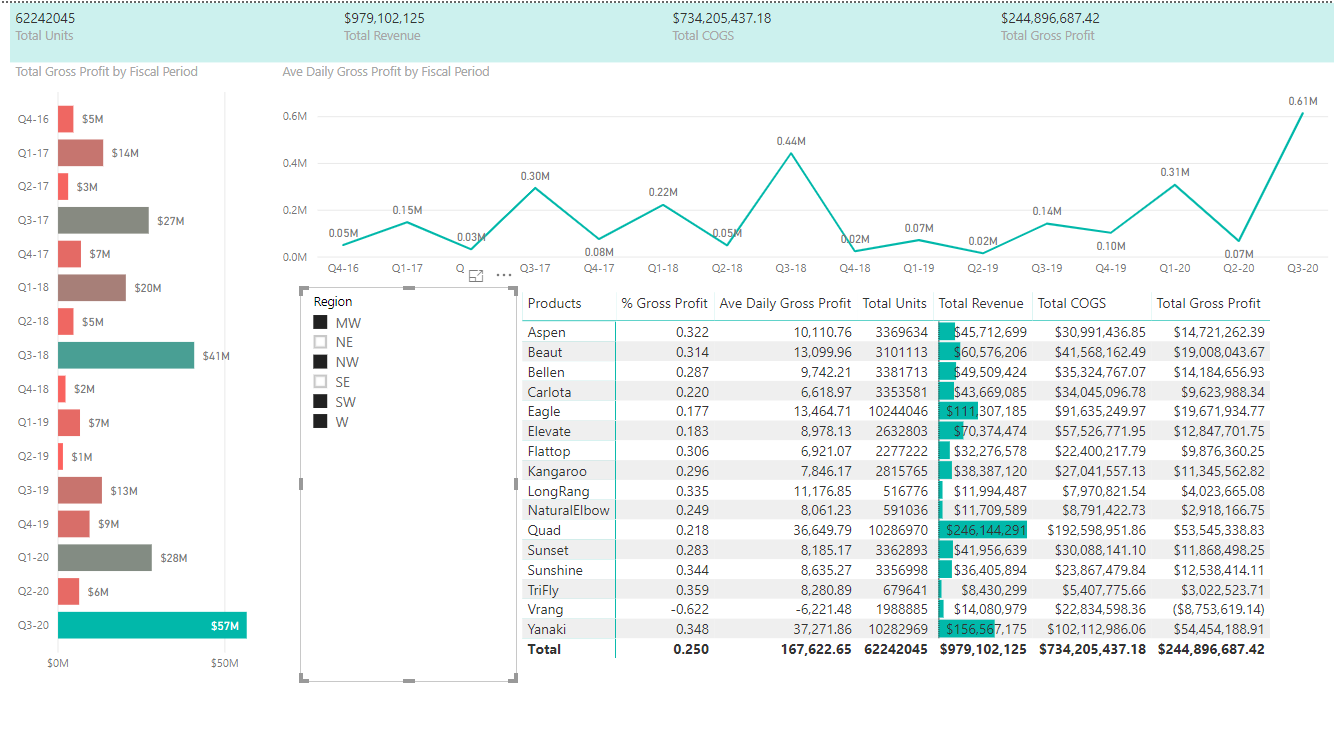 62242045 $979,102,125 $734,205,437.18 $244,896,687.42
Total Units Total Revenue Total COGS Total Gross Profit
Total Gross Profit by Fiscal Period
Q4-16 $5M
Q1-17 $14M
Q2-17 $3M
Q3-17 $27M
Q4-17 $7M
Q1-18 $20M
Q2-18 $5M
Q3-18 $41M
Q4-18 $2M
Q1-19 $7M
Q2-19 $1M
Q3-19 $13M
Q4-19 $9M
Q1-20 $28M
Q2-20 $6M
Q3-20 $57M
$0M $50M
Ave Daily Gross Profit by Fiscal Period
0.6M
0.4M
0.2M
0.0M
0.05M 0.15M 0.03M 0.30M 0.08M 0.22M 0.05M 0.44M 0.02M 0.07M 0.02M 0.14M 0.10M 0.31M 0.07M 0.61M
Q4-16 Q1-17 Q Q3-17 Q4-17 Q1-18 Q2-18 Q3-18 Q4-18 Q1-19 Q2-19 Q3-19 Q4-19 Q1-20 Q2-20 Q3-20
Region
MW
NE
NW
SE
SW
W
Products % Gross Profit Ave Daily Gross Profit Total Units Total Revenue Total COGS Total Gross Profit
Aspen 0.322 10,110.76 3369634 $45,712,699 $30,991,436.85 $14,721,262.39
Beaut 0.314 13,099.96 3101113 $60,576,206 $41,568,162.49 $19,008,043.67
Bellen 0.287 9,742.21 3381713 $49,509,424 $35,324,767.07 $14,184,656.93
Carlota 0.220 6,618.97 3353581 $43,669,085 $34,045,096.78 $9,623,988.34
Eagle 0.177 13,464.71 10244046 $111,307,185 $91,635,249.97 $19,671,934.77
Elevate 0.183 8,978.13 2632803 $70,374,474 $57,526,771.95 $12,847,701.75
Flattop 0.306 6,921.07 2277222 $32,276,578 $22,400,217.79 $9,876,360.25
Kangaroo 0.296 7,846.17 2815765 $38,387,120 $27,041,557.13 $11,345,562.82
LongRang 0.335 11,176.85 516776 $11,994,487 $7,970,821.54 $4,023,665.08
NaturalElbow 0.249 8,061.23 591036 $11,709,589 $8,791,422.73 $2,918,166.75
Quad 0.218 36,649.79 10286970 $246,144,291 $192,598,951.86 $53,545,338.83
Sunset 0.283 8,185.17 3362893 $41,956,639 $30,088,141.10 $11,868,498.25
Sunshine 0.344 8,635.27 3356998 $36,405,894 $23,867,479.84 $12,538,414.11
TriFly 0.359 8,280.89 679641 $8,430,299 $5,407,775.66 $3,022,523.71
Vrang -0.622 -6,221.48 1988885 $14,080,979 $22,834,598.36 ($8,753,619.14)
Yanaki 0.348 37,271.86 10282969 $156,567,175 $102,112,986.06 $54,454,188.91
Total 0.250 167,622.65 62242045 $979,102,125 $734,205,437.18 $244,896,687.42